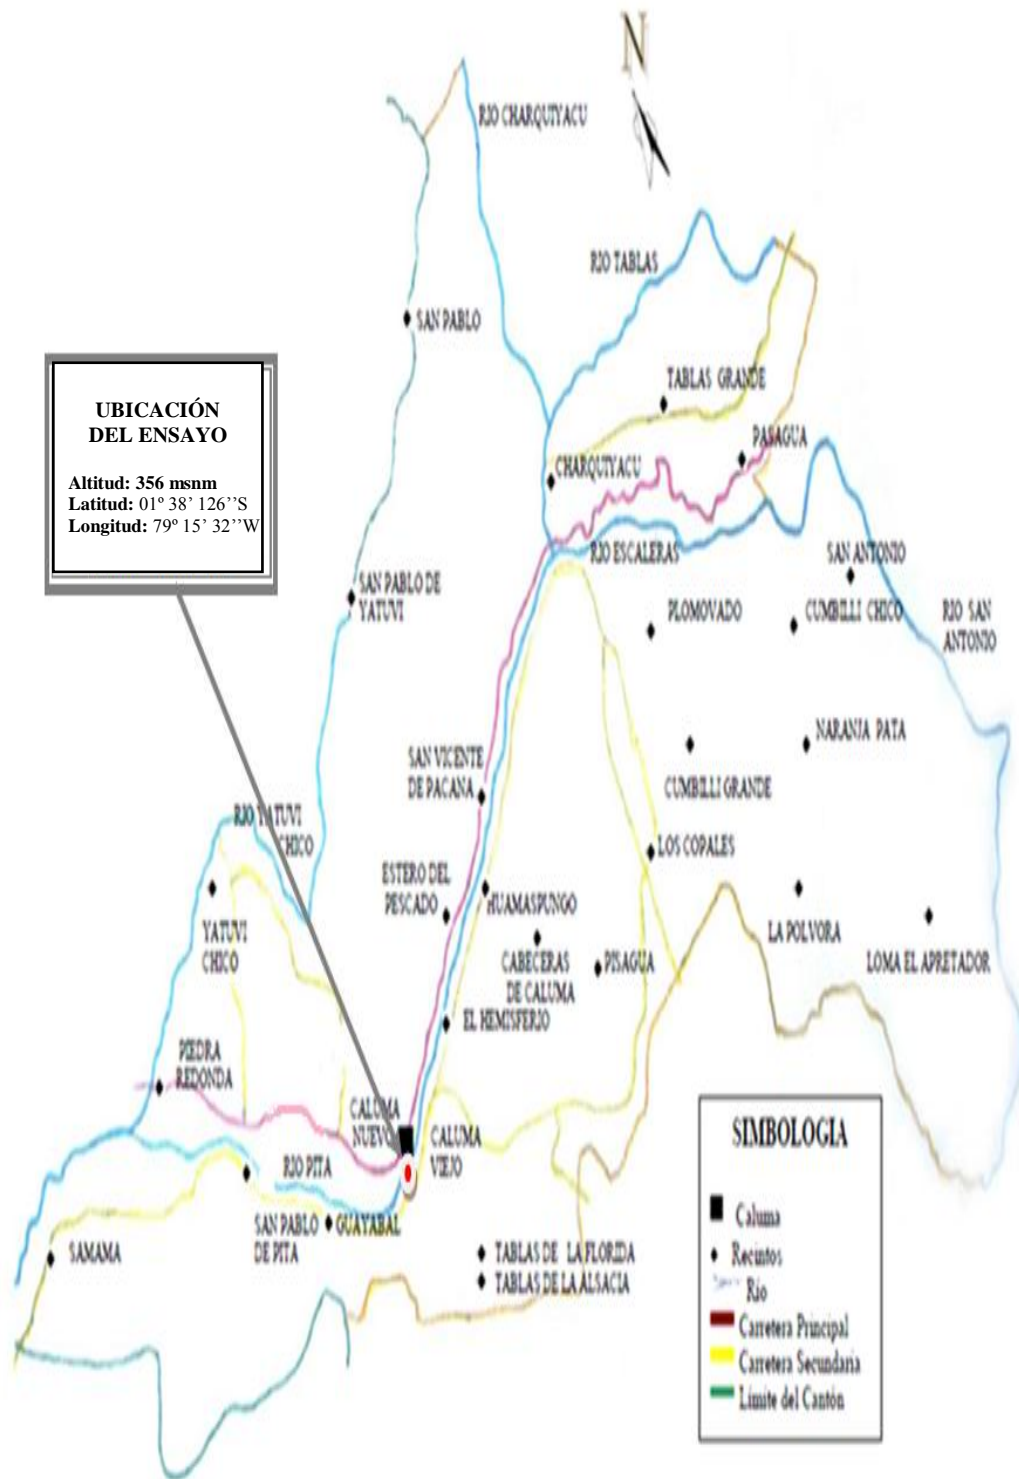 N
RIO CHARQUIYACU
RIO TABLAS
SAN PABLO
TABLAS GRANDE
PASAGUA
CHARQUIYACU
UBICACIÓN
DEL ENSAYO
Altitud: 356 msnm
Latitud: 01º 38’ 126’’S
Longitud: 79º 15’ 32’’W
RIO ESCALERAS
SAN ANTONIO
SAN PABLO DE
YATUVI
PLOMOVADO
CUMBILLI CHICO
RIO SAN
ANTONIO
NARANJA PATA
SAN VICENTE
DE PACANA
CUMBILLI GRANDE
RIO YATUVI
CHICO
LOS COPALES
ESTERO DEL
PESCADO
HUAMASPUNGO
YATUVI
CHICO
LA POLVORA
CABECERAS
DE CALUMA
PISAGUA
LOMA EL APRETADOR
EL HEMISFERIO
PIEDRA
REDONDA
CALUMA
NUEVO
CALUMA
VIEJO
RIO PITA
SAN PABLO
DE PITA
GUAYABAL
SAMAMA
TABLAS DE LA FLORIDA
TABLAS DE LA ALSACIA
SIMBOLOGIA
Caluma
Recintos
Río
Carretera Principal
Carretera Secundaria
Límite del Cantón